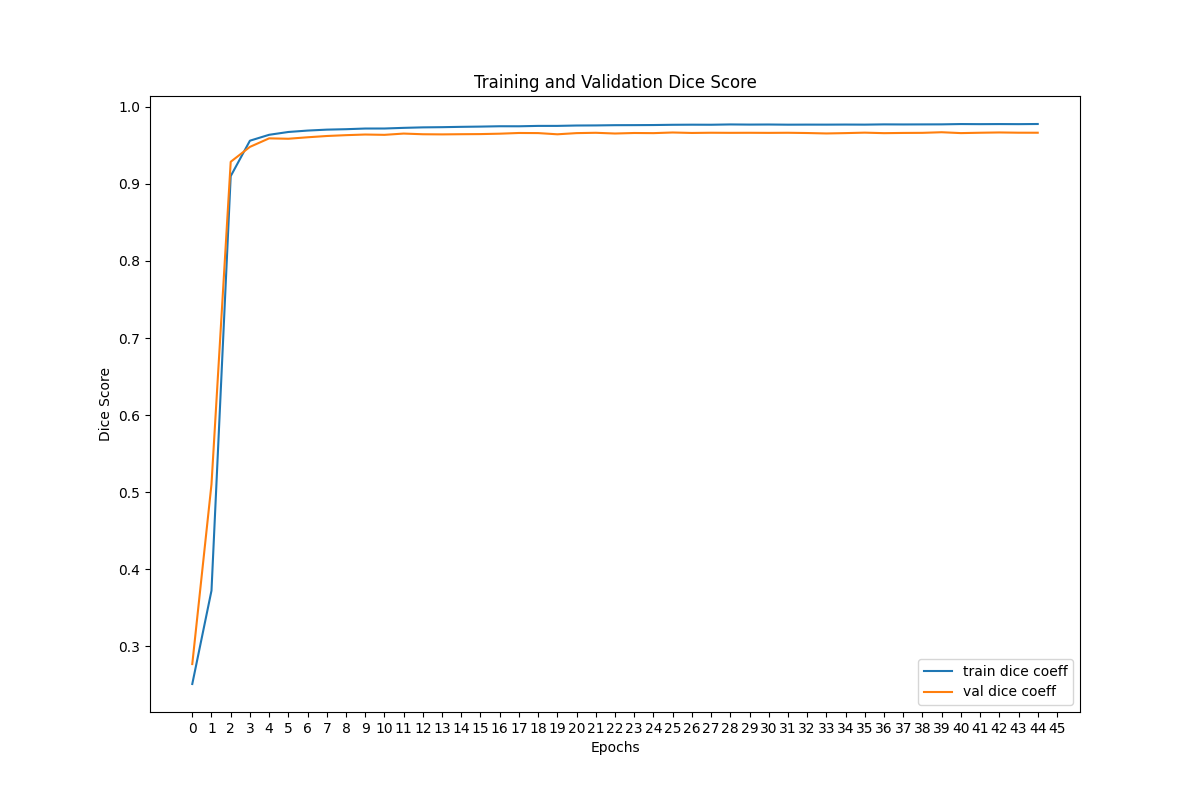 Training and Validation Dice Score
1.0
0.9
0.8
0.7
0.6
0.5
0.4
0.3
Dice Score
train dice coeff
val dice coeff
0 1 2 3 4 5 6 7 8 9 10 11 12 13 14 15 16 17 18 19 20 21 22 23 24 25 26 27 28 29 30 31 32 33 34 35 36 37 38 39 40 41 42 43 44 45
Epochs